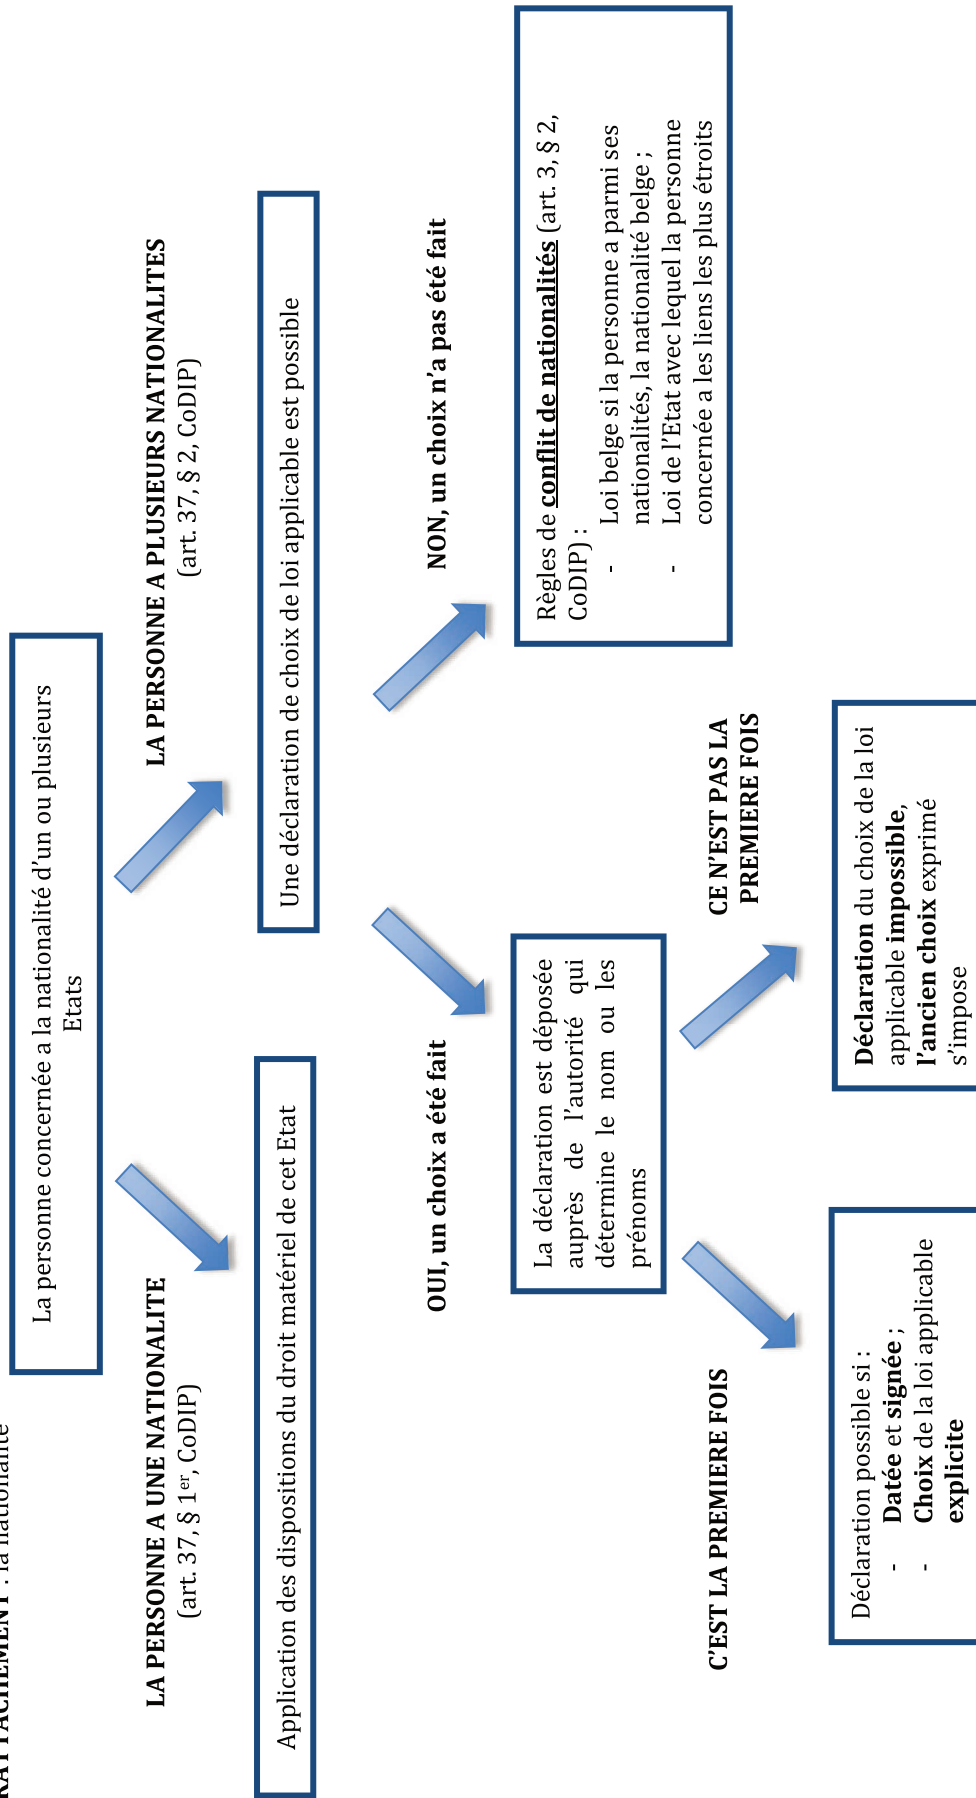 RATTACHEMENT : la nationalité
La personne concernée a la nationalité d'un ou plusieurs
Etats
LA PERSONNE A UNE NATIONALITE
(art. 37, § 1er, CoDIP)
LA PERSONNE A PLUSIEURS NATIONALITES
(art. 37, § 2, CoDIP)
Application des dispositions du droit matériel de cet Etat
Une déclaration de choix de loi applicable est possible
OUI, un choix a été fait
NON, un choix n'a pas été fait
La déclaration est déposée
auprès de l'autorité qui
détermine le nom ou les
prénoms
Règles de conflit de nationalités (art. 3, § 2,
CoDIP) :
- Loi belge si la personne a parmi ses
nationalités, la nationalité belge ;
- Loi de l'Etat avec lequel la personne
concernée a les liens les plus étroits
C'EST LA PREMIERE FOIS
CE N'EST PAS LA
PREMIERE FOIS
Déclaration possible si :
- Datée et signée ;
- Choix de la loi applicable
explicite
Déclaration du choix de la loi
applicable impossible,
l'ancien choix exprimé
s'impose